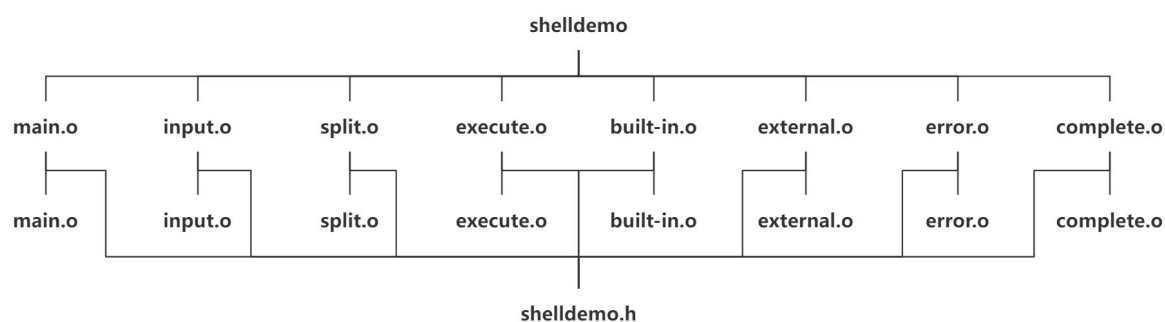 shelldemo
main.o input.o split.o execute.o built-in.o external.o error.o complete.o
main.o input.o split.o execute.o built-in.o external.o error.o complete.o
shelldemo.h